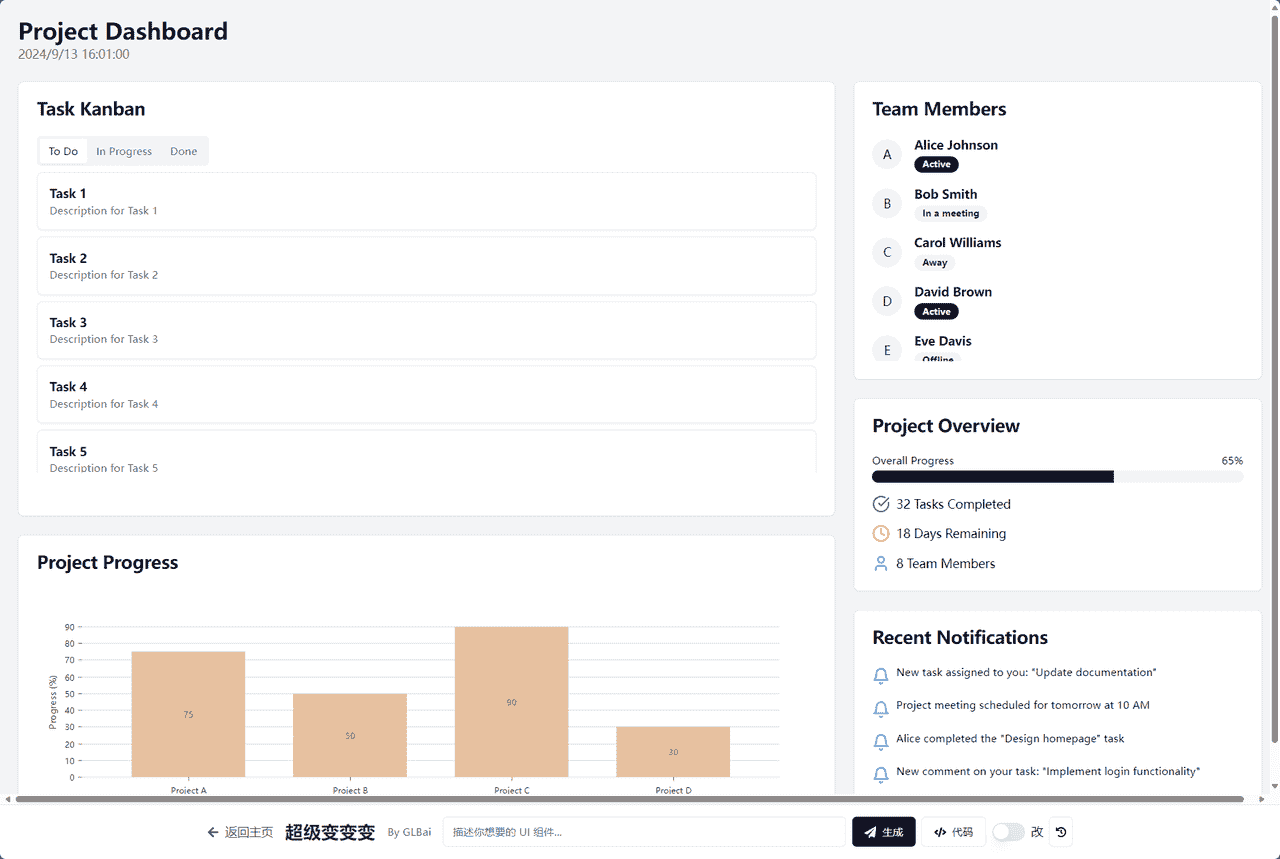 Project Dashboard
2024/9/13 16:01:00
Task Kanban
To Do In Progress Done
Task 1
Description for Task 1
Task 2
Description for Task 2
Task 3
Description for Task 3
Task 4
Description for Task 4
Task 5
Description for Task 5
Project Progress
Progress (%)
90
80
70
60
50
40
30
20
10
0
75
50
90
30
Project A Project B Project C Project D
Team Members
A
Alice Johnson
Active
B
Bob Smith
In a meeting
C
Carol Williams
Away
D
David Brown
Active
E
Eve Davis
Offline
Project Overview
Overall Progress 65%
32 Tasks Completed
18 Days Remaining
8 Team Members
Recent Notifications
New task assigned to you: "Update documentation"
Project meeting scheduled for tomorrow at 10 AM
Alice completed the "Design homepage" task
New comment on your task: "Implement login functionality"
返回主页 超级变变变 By GLBai 描述你想要的 UI 组件... 生成 代码 改